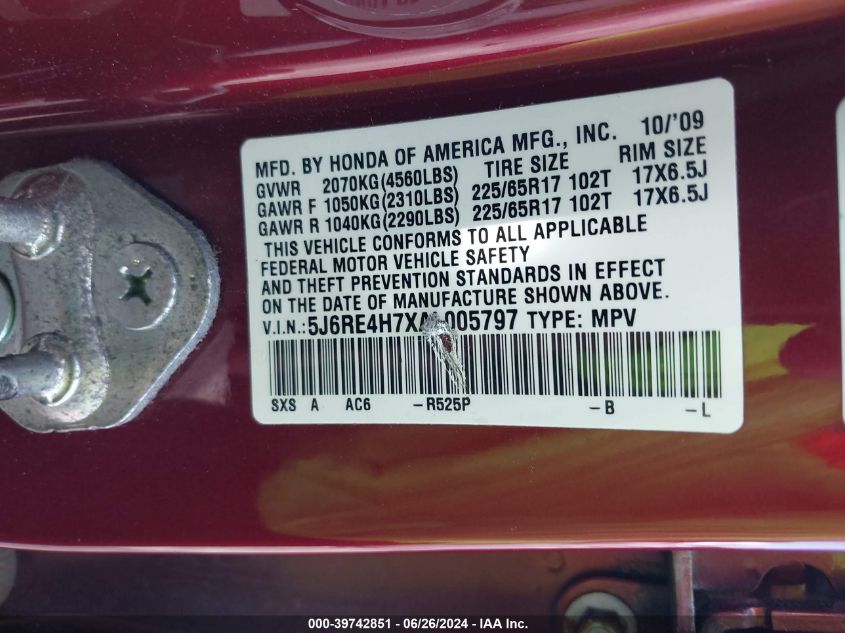 MFD. BY HONDA OF AMERICA MFG., INC. 10/'09
GVWR 2070KG(4560LBS) TIRE SIZE RIM SIZE
GAWR F 1050KG(2310LBS) 225/65R17 102T 17X6.5J
GAWR R 1040KG(2290LBS) 225/65R17 102T 17X6.5J
THIS VEHICLE CONFORMS TO ALL APPLICABLE
FEDERAL MOTOR VEHICLE SAFETY
AND THEFT PREVENTION STANDARDS IN EFFECT
ON THE DATE OF MANUFACTURE SHOWN ABOVE.
V.I.N.: TYPE: MPV
SXS A AC6 -R525P -B -L
000-39742851 - 06/26/2024 - IAA Inc.